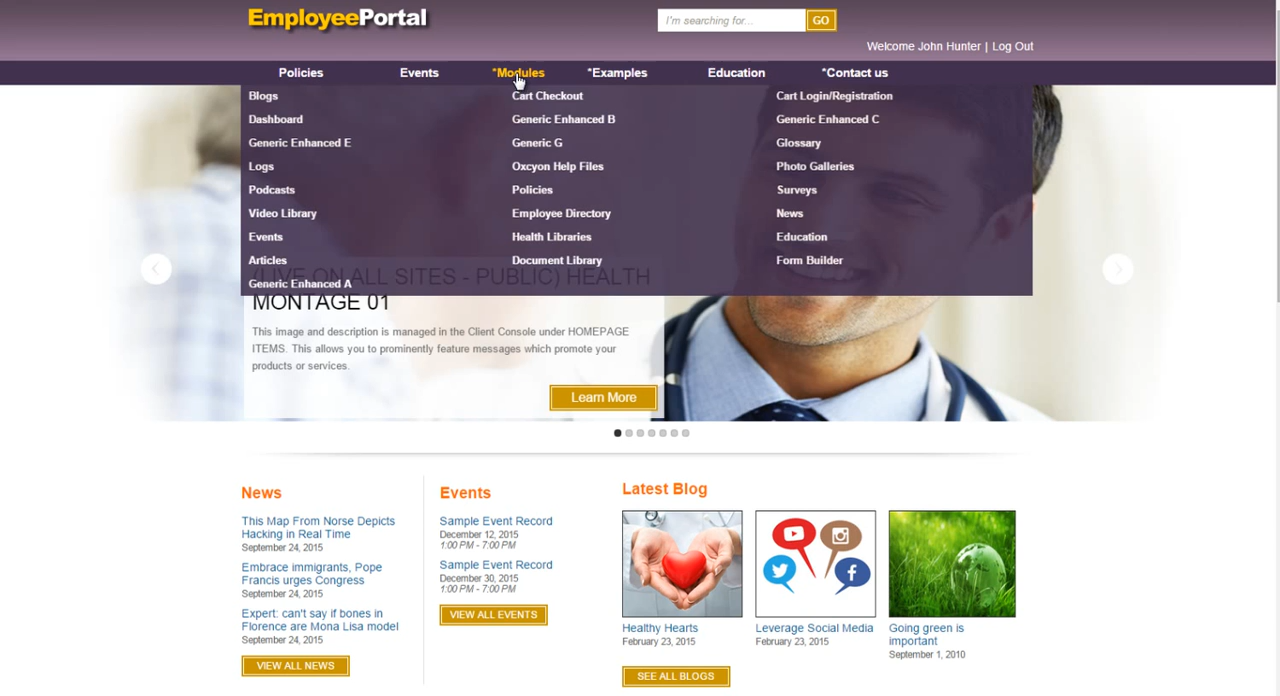 EmployeePortal
I'm searching for...
GO
Welcome John Hunter | Log Out
Policies Events *Modules *Examples Education *Contact us
Blogs Cart Checkout Cart Login/Registration
Dashboard Generic Enhanced B Generic Enhanced C
Generic Enhanced E Generic G Glossary
Logs Oxcyon Help Files Photo Galleries
Podcasts Policies Surveys
Video Library Employee Directory News
Events Health Libraries Education
Articles Document Library Form Builder
Generic Enhanced A
(LIVE ON ALL SITES - PUBLIC) HEALTH
MONTAGE 01
This image and description is managed in the Client Console under HOMEPAGE
ITEMS. This allows you to prominently feature messages which promote your
products or services.
Learn More
News
This Map From Norse Depicts
Hacking in Real Time
September 24, 2015
Embrace immigrants, Pope
Francis urges Congress
September 24, 2015
Expert: can't say if bones in
Florence are Mona Lisa model
September 24, 2015
VIEW ALL NEWS
Events
Sample Event Record
December 12, 2015
1:00 PM - 7:00 PM
Sample Event Record
December 30, 2015
1:00 PM - 7:00 PM
VIEW ALL EVENTS
Latest Blog
Healthy Hearts
February 23, 2015
Leverage Social Media
February 23, 2015
Going green is
important
September 1, 2010
SEE ALL BLOGS